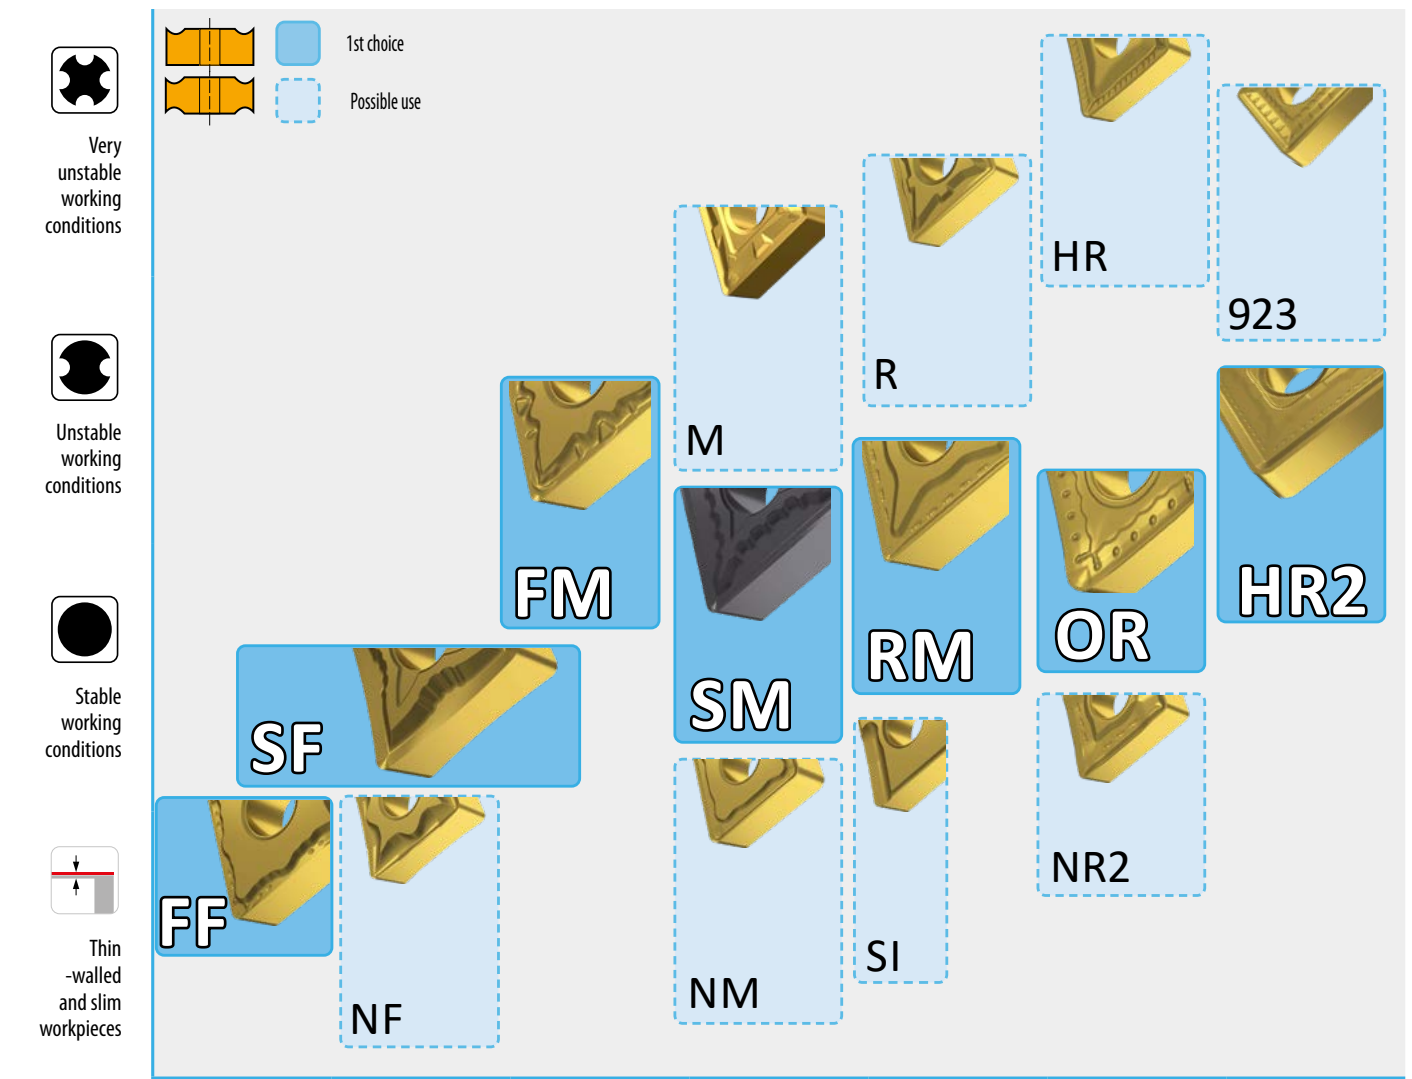 1st choice
Possible use
Very
unstable
working
conditions
Unstable
working
conditions
Stable
working
conditions
Thin
-walled
and slim
workpieces
HR
923
R
M
FM
HR2
OR
RM
SM
SF
FF
NF
NM
SI
NR2